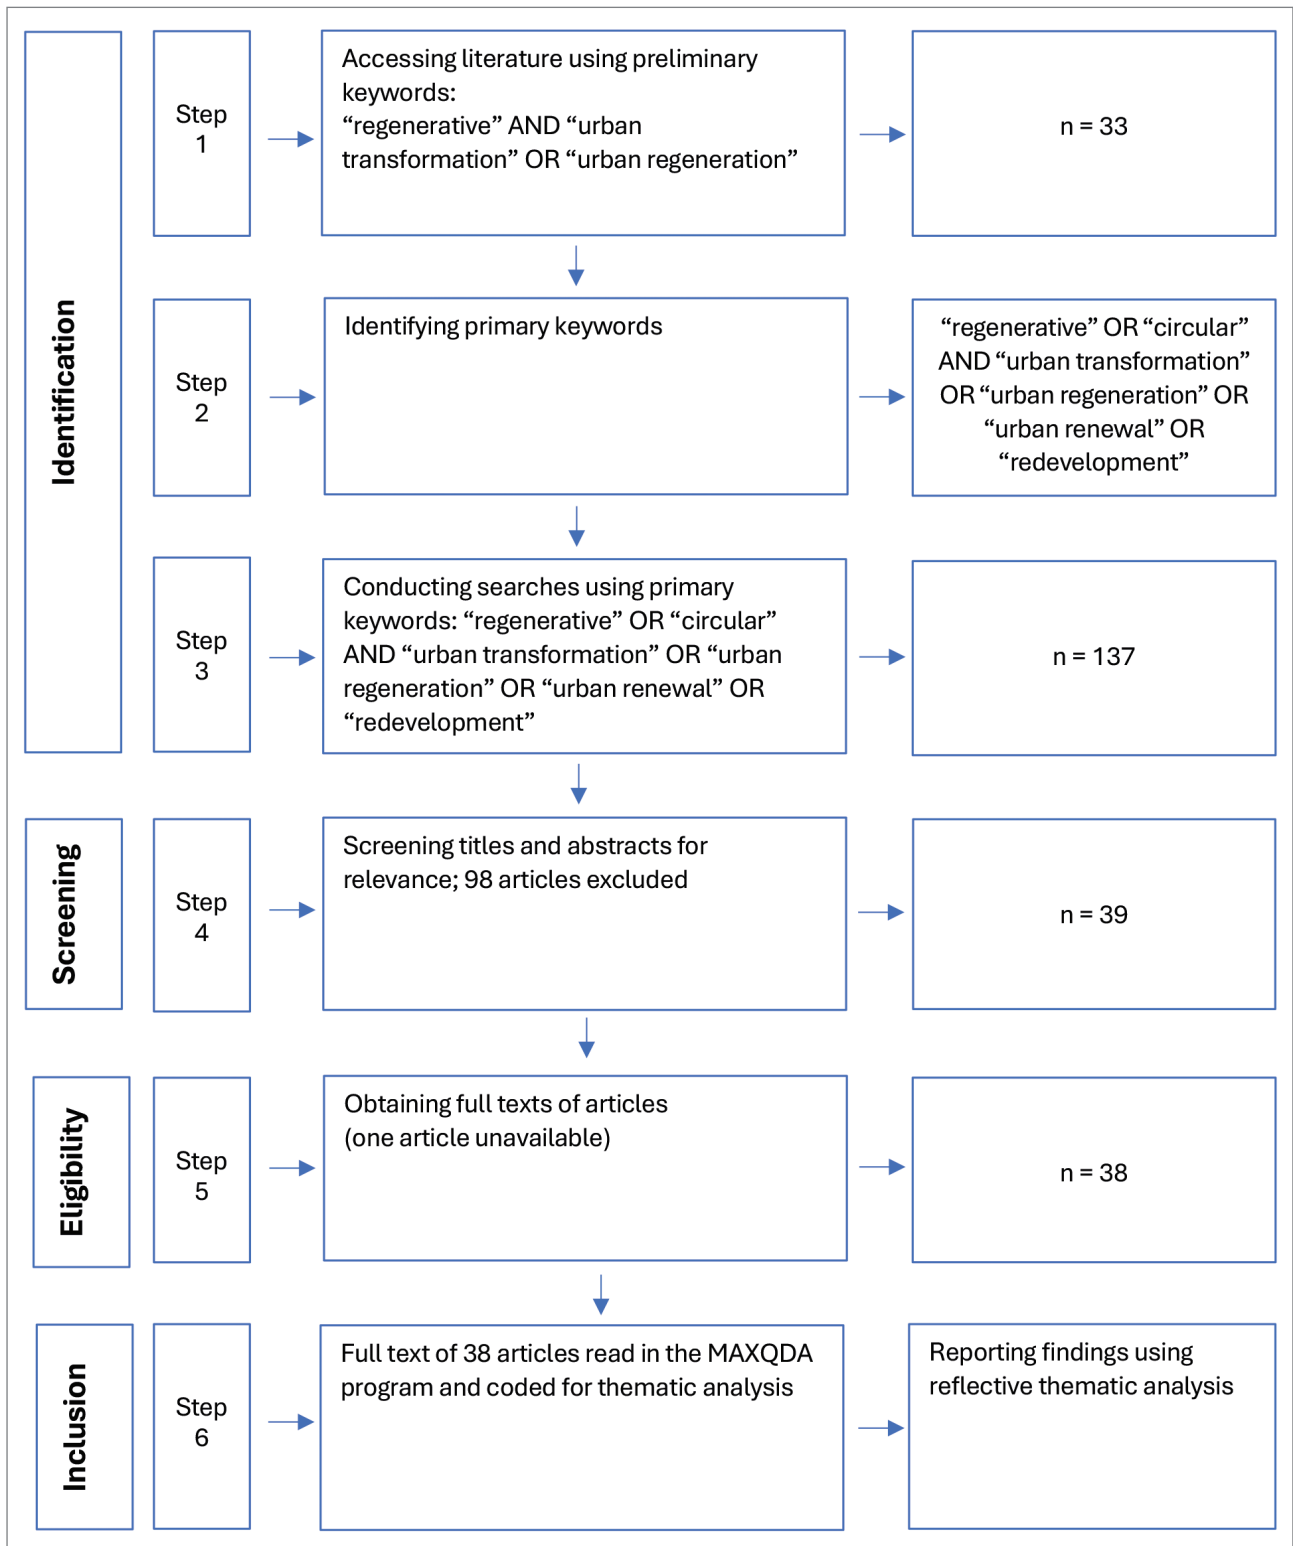 Identification
Step
1
Accessing literature using preliminary
keywords:
“regenerative” AND “urban
transformation” OR “urban regeneration”
n = 33
Step
2
Identifying primary keywords
“regenerative” OR “circular”
AND “urban transformation”
OR “urban regeneration” OR
“urban renewal” OR
“redevelopment”
Step
3
Conducting searches using primary
keywords: “regenerative” OR “circular”
AND “urban transformation” OR “urban
regeneration” OR “urban renewal” OR
“redevelopment”
n = 137
Screening
Step
4
Screening titles and abstracts for
relevance; 98 articles excluded
n = 39
Eligibility
Step
5
Obtaining full texts of articles
(one article unavailable)
n = 38
Inclusion
Step
6
Full text of 38 articles read in the MAXQDA
program and coded for thematic analysis
Reporting findings using
reflective thematic analysis